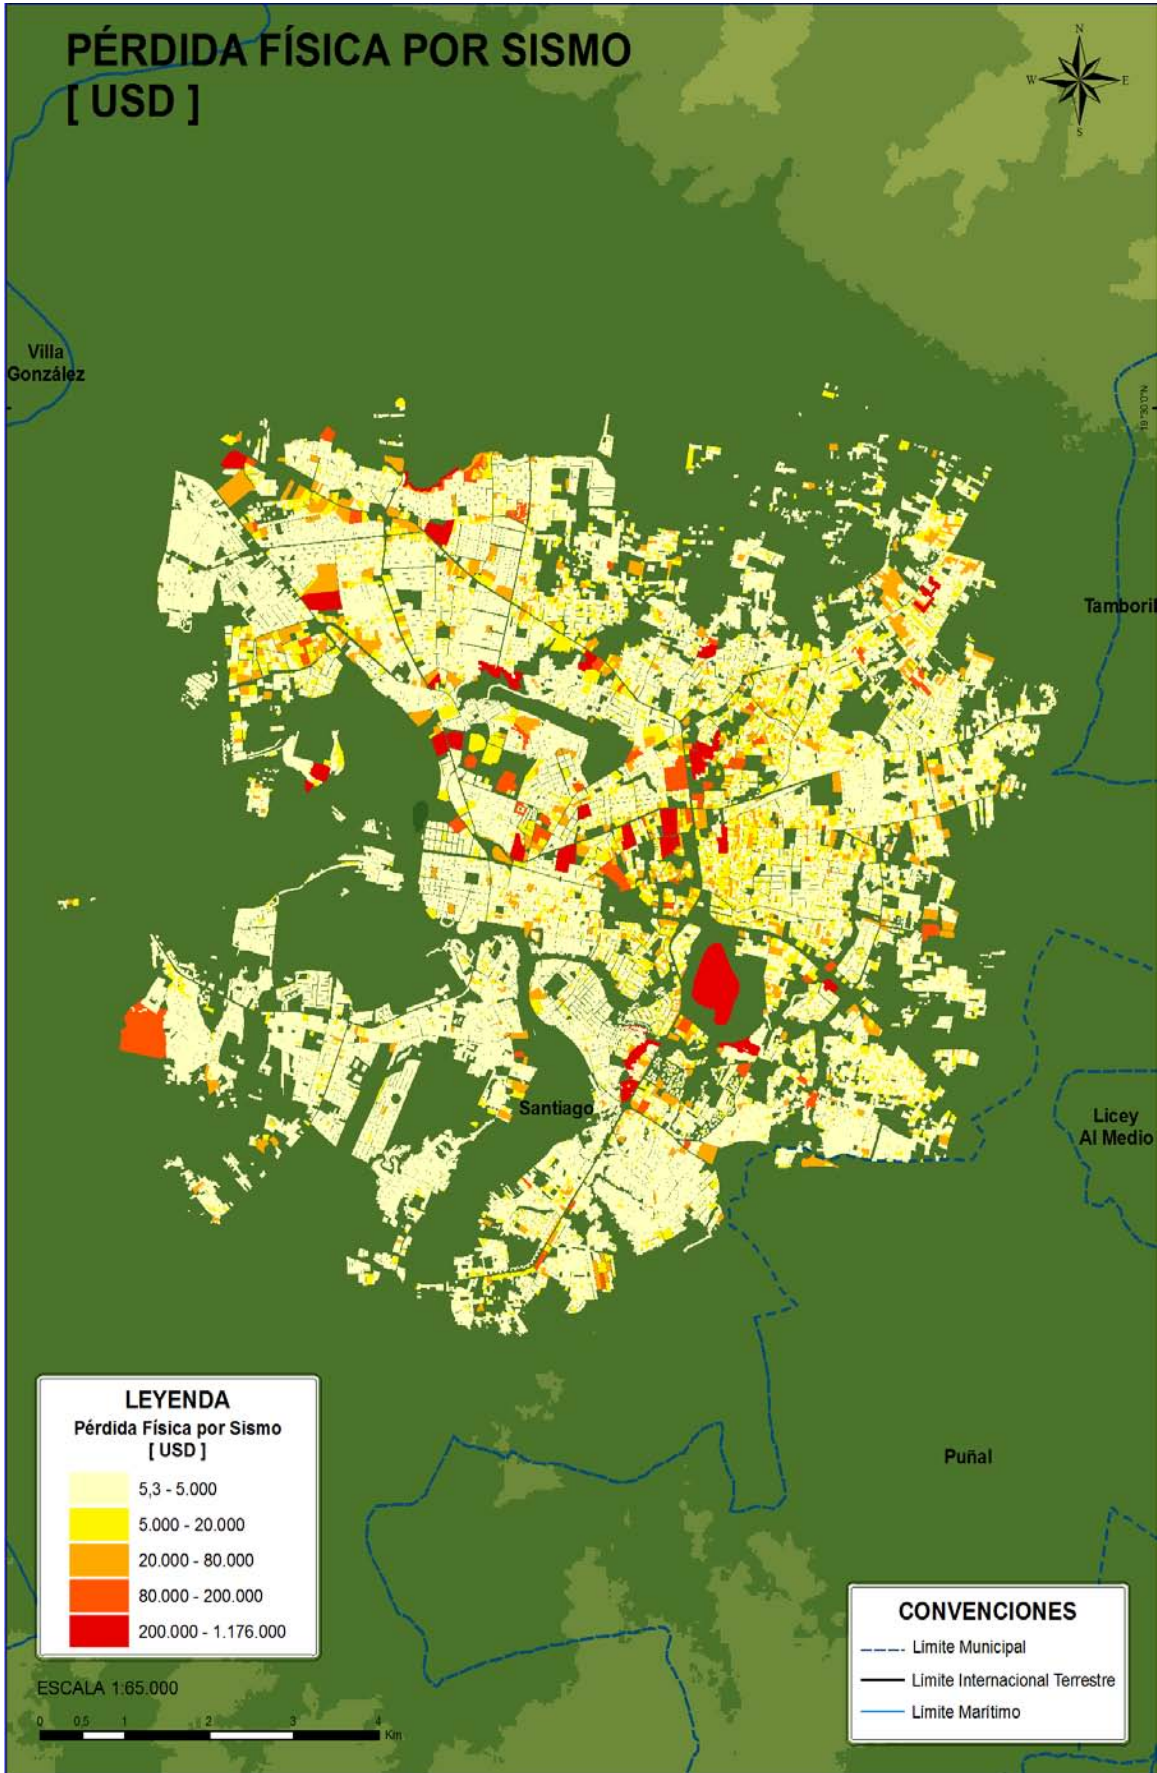 PÉRDIDA FÍSICA POR SISMO
[ USD ]
N
W
E
S
Villa
González
19°30'0"N
Tamboril
Santiago
Licey
Al Medio
Puñal
LEYENDA
Pérdida Física por Sismo
[ USD ]
5,3 - 5.000
5.000 - 20.000
20.000 - 80.000
80.000 - 200.000
200.000 - 1.176.000
ESCALA 1:65.000
0 0,5 1 2 3 4
Km
CONVENCIONES
Límite Municipal
Límite Internacional Terrestre
Límite Marítimo